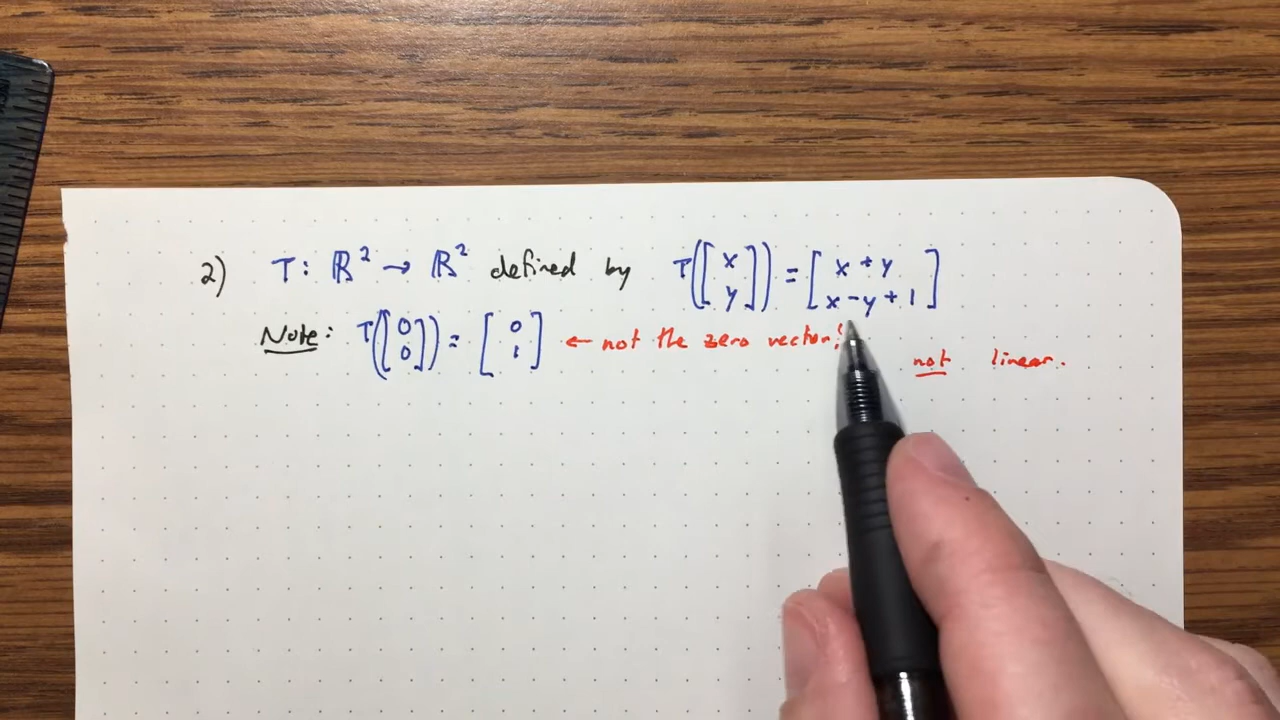 2) T: ℝ² → ℝ² defined by T([x y]) = [x + y x - y + 1]
Note: T([0 0]) = [0 1] ← not the zero vector!
not linear.